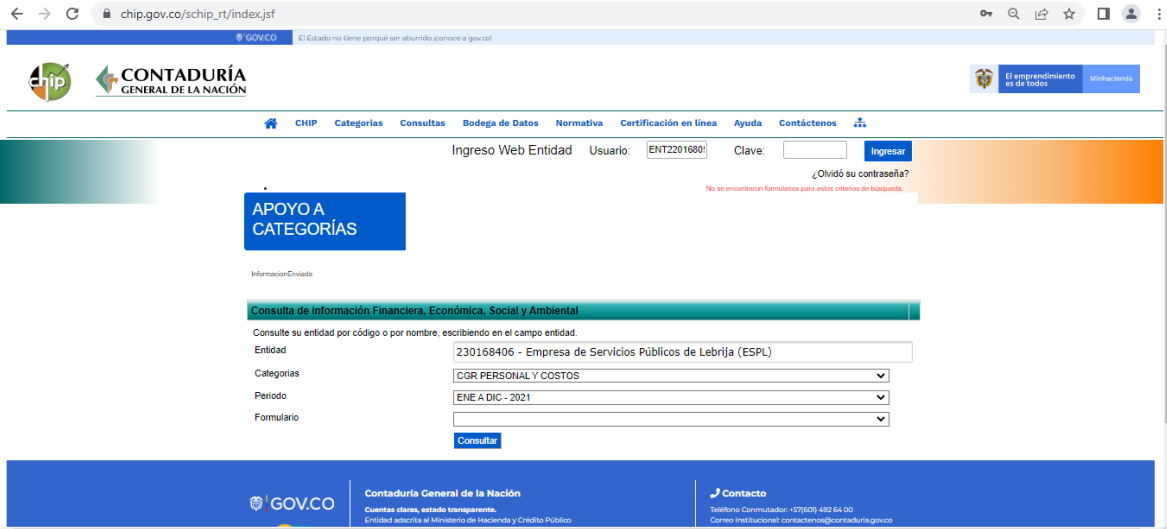 chip.gov.co/schip_rt/index.jsf
GOV.CO El Estado no tiene porqué ser aburrido ¡conoce a gov.co!
chip CONTADURÍA
GENERAL DE LA NACIÓN
El emprendimiento
es de todos
Minhacienda
CHIP Categorias Consultas Bodega de Datos Normativa Certificación en línea Ayuda Contáctenos
Ingreso Web Entidad Usuario: ENT2201680 Clave: Ingresar
¿Olvidó su contraseña?
No se encontraron formularios para estos criterios de búsqueda.
APOYO A
CATEGORÍAS
InformacionEnviada
Consulta de información Financiera, Económica, Social y Ambiental
Consulte su entidad por código o por nombre, escribiendo en el campo entidad.
Entidad 230168406 - Empresa de Servicios Públicos de Lebrija (ESPL)
Categorias CGR PERSONAL Y COSTOS
Periodo ENE A DIC - 2021
Formulario
Consultar
GOV.CO
Contaduría General de la Nación
Cuentas claras, estado transparente.
Entidad adscrita al Ministerio de Hacienda y Crédito Público
Contacto
Teléfono Conmutador: +57(601) 492 64 00
Correo Institucional: contactenos@contaduria.gov.co